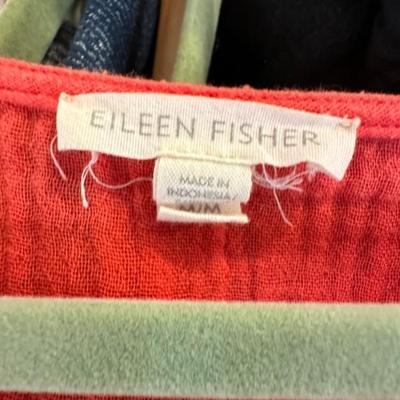 EILEEN FISHER
MADE IN
INDONESIA/
M/M